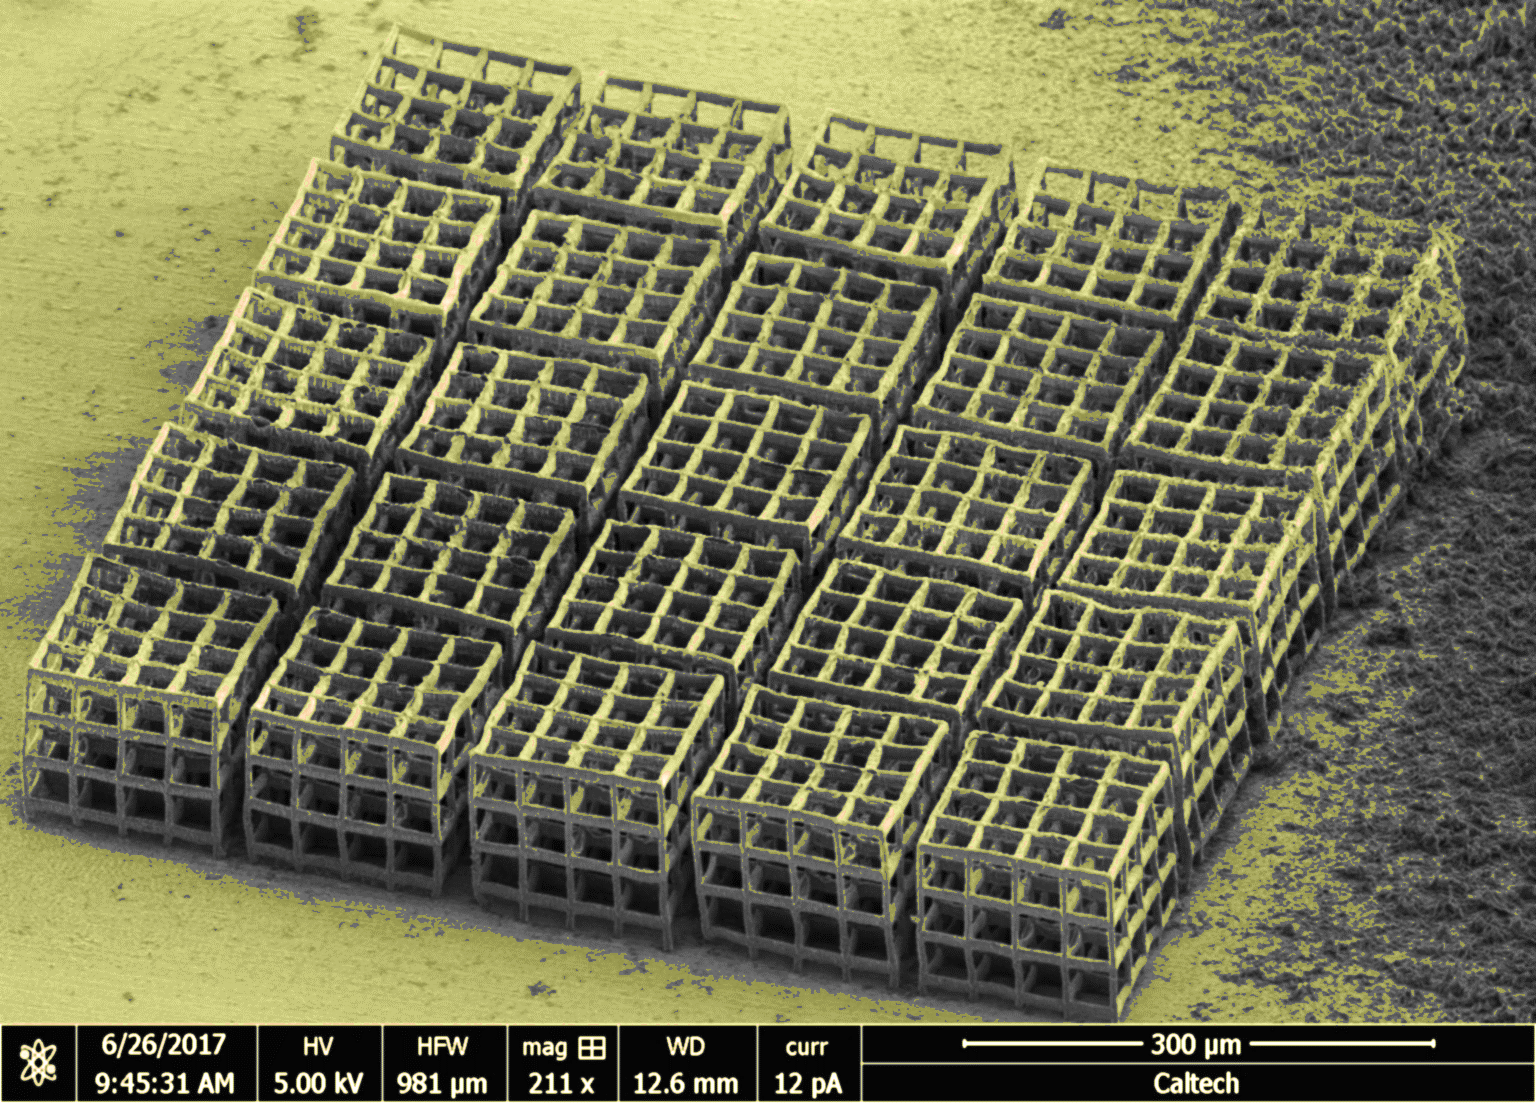 6/26/2017
9:45:31 AM
HV
5.00 kV
HFW
981 µm
mag
211 x
WD
12.6 mm
curr
12 pA
300 µm
Caltech